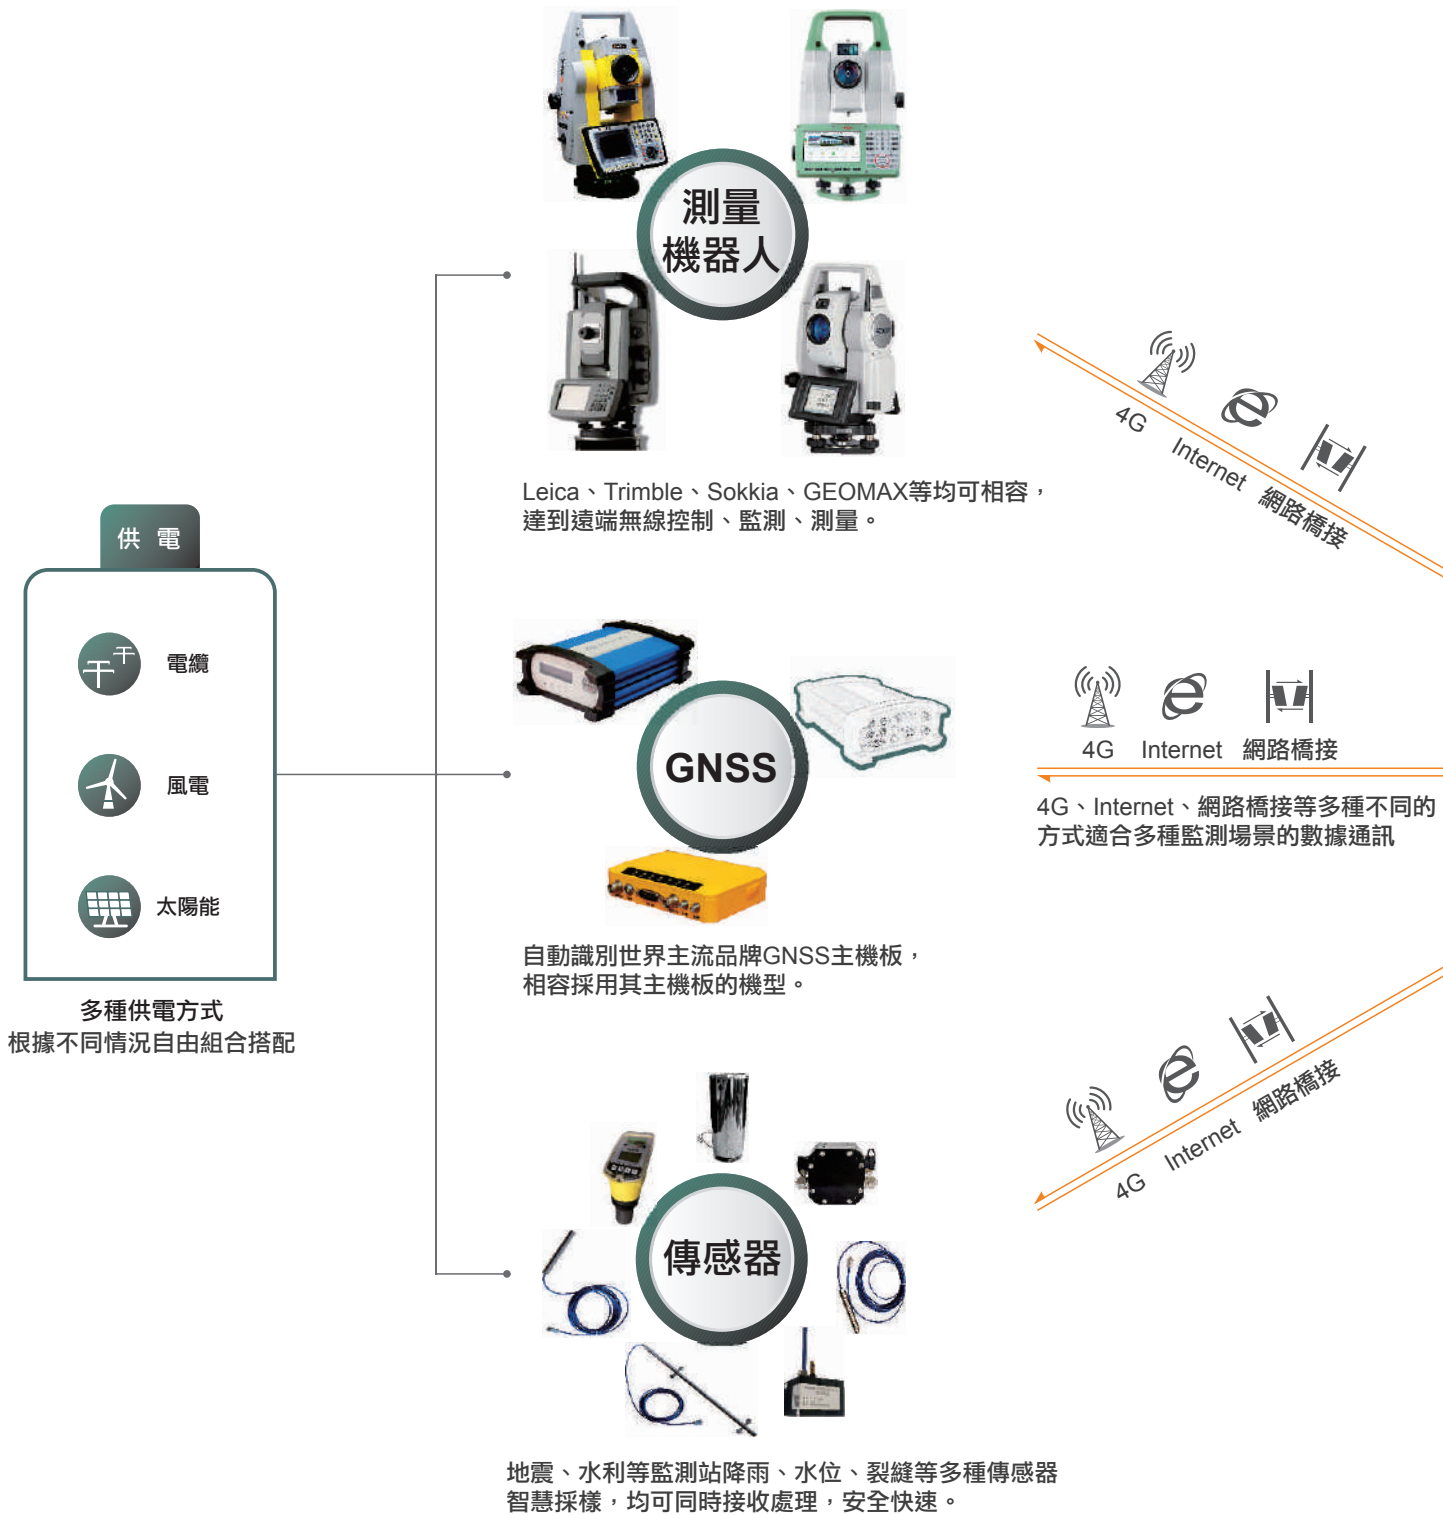 測量
機器人
Leica、Trimble、Sokkia、GEOMAX等均可相容，
達到遠端無線控制、監測、測量。
4G Internet 網路橋接
供電
電纜
風電
太陽能
多種供電方式
根據不同情況自由組合搭配
GNSS
自動識別世界主流品牌GNSS主機板，
相容採用其主機板的機型。
4G Internet 網路橋接
4G、Internet、網路橋接等多種不同的
方式適合多種監測場景的數據通訊
傳感器
4G Internet 網路橋接
地震、水利等監測站降雨、水位、裂縫等多種傳感器
智慧採樣，均可同時接收處理，安全快速。